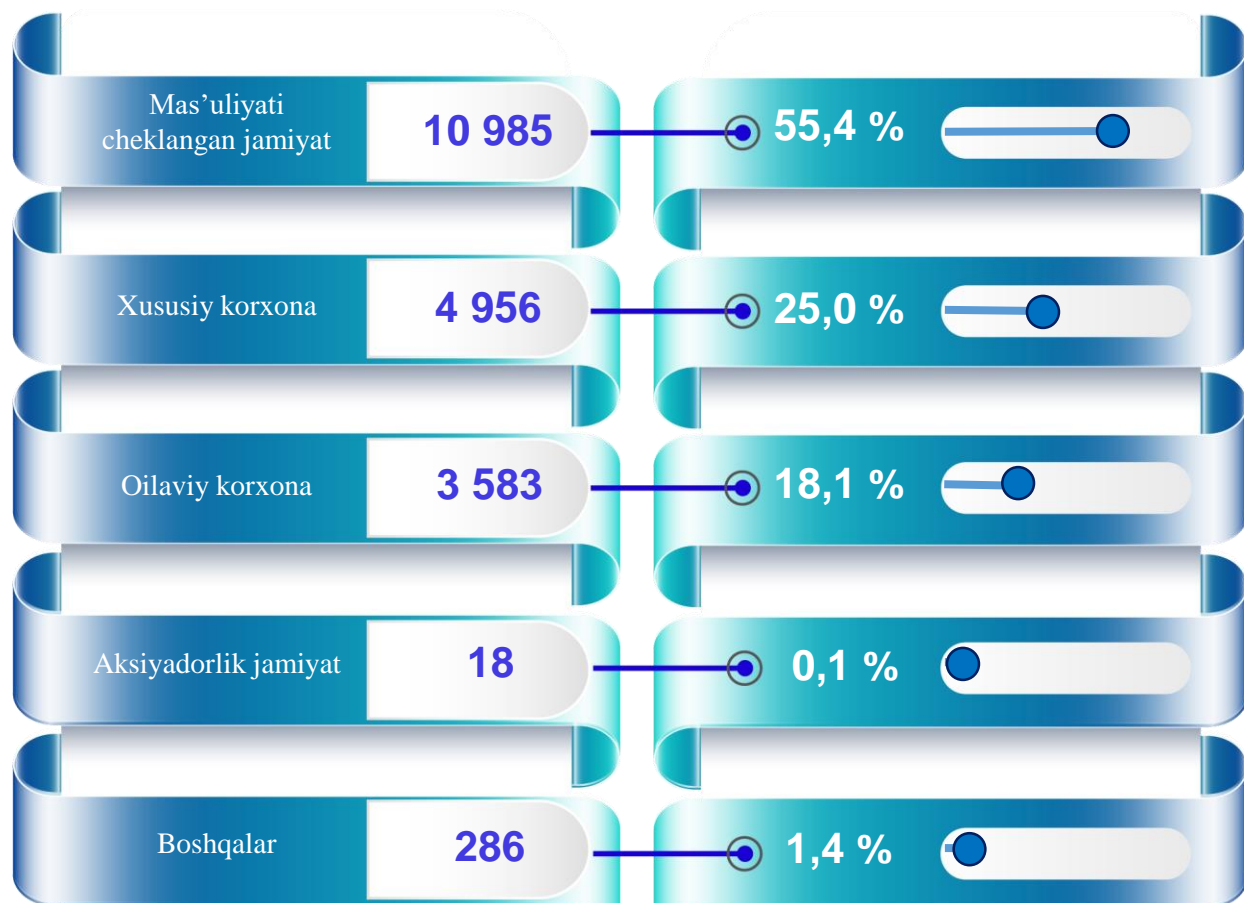 Mas’uliyati
cheklangan jamiyat
10 985
55,4 %
Xususiy korxona
4 956
25,0 %
Oilaviy korxona
3 583
18,1 %
Aksiyadorlik jamiyat
18
0,1 %
Boshqalar
286
1,4 %